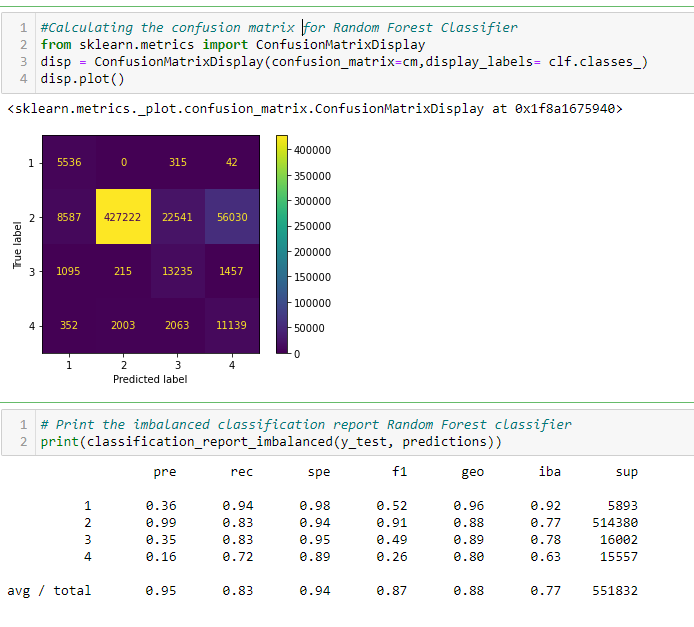 1 #Calculating the confusion matrix for Random Forest Classifier
2 from sklearn.metrics import ConfusionMatrixDisplay
3 disp = ConfusionMatrixDisplay(confusion_matrix=cm,display_labels= clf.classes_)
4 disp.plot()
<sklearn.metrics._plot.confusion_matrix.ConfusionMatrixDisplay at 0x1f8a1675940>
400000
1 5536 0 315 42
350000
300000
2 8587 427222 22541 56030
250000
True label
200000
3 1095 215 13235 1457
150000
100000
4 352 2003 2063 11139
50000
0
1 2 3 4
Predicted label
1 # Print the imbalanced classification report Random Forest classifier
2 print(classification_report_imbalanced(y_test, predictions))
pre rec spe f1 geo iba sup
1 0.36 0.94 0.98 0.52 0.96 0.92 5893
2 0.99 0.83 0.94 0.91 0.88 0.77 514380
3 0.35 0.83 0.95 0.49 0.89 0.78 16002
4 0.16 0.72 0.89 0.26 0.80 0.63 15557
avg / total 0.95 0.83 0.94 0.87 0.88 0.77 551832